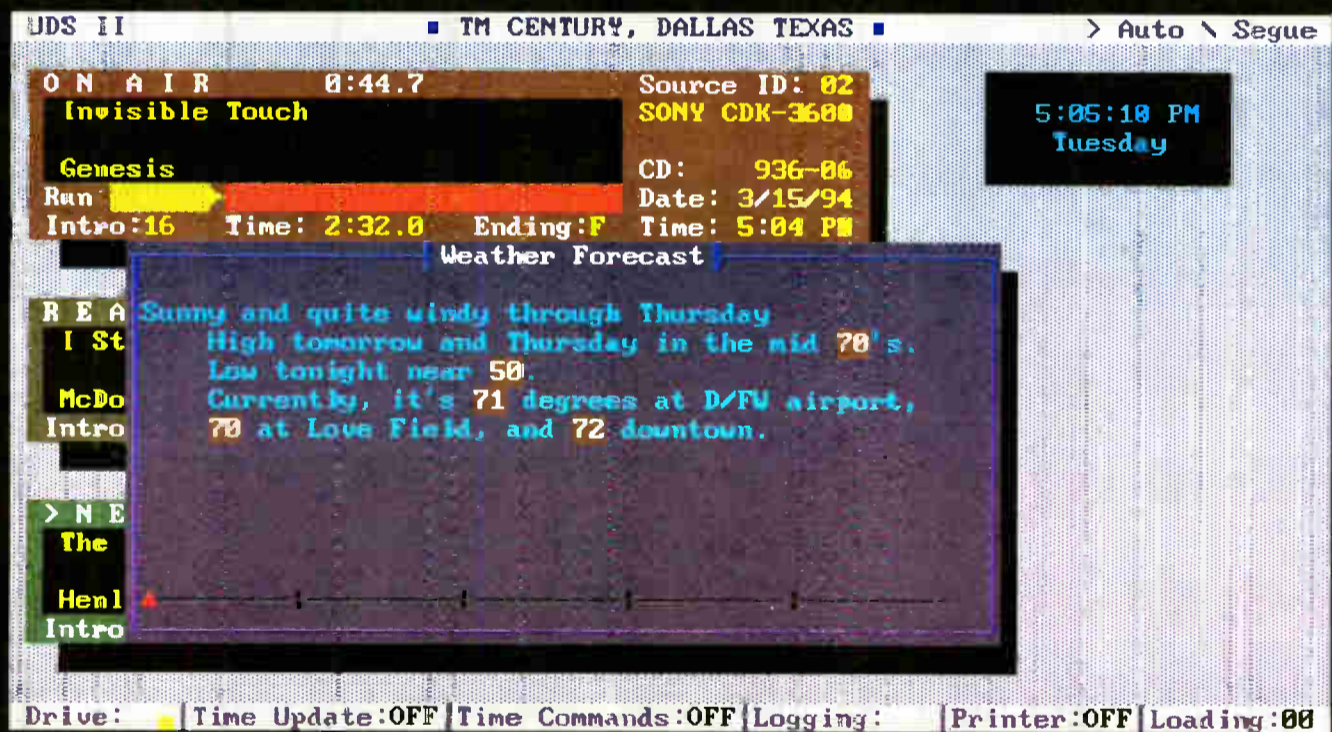 UDS II ■ TM CENTURY, DALLAS TEXAS ■ > Auto \ Segue
O N A I R 0:44.7 Source ID: 02
Invisible Touch SONY CDK-3600
Genesis CD: 936-06
Run Date: 3/15/94
Intro:16 Time: 2:32.0 Ending:F Time: 5:04 PM
5:05:10 PM
Tuesday
Weather Forecast
Sunny and quite windy through Thursday
High tomorrow and Thursday in the mid 70's.
Low tonight near 50.
Currently, it's 71 degrees at D/FW airport,
70 at Love Field, and 72 downtown.
R E A
I St
McDo
Intro
> N E
The
Henl
Intro
Drive: Time Update:OFF Time Commands:OFF Logging: Printer:OFF Loading:00